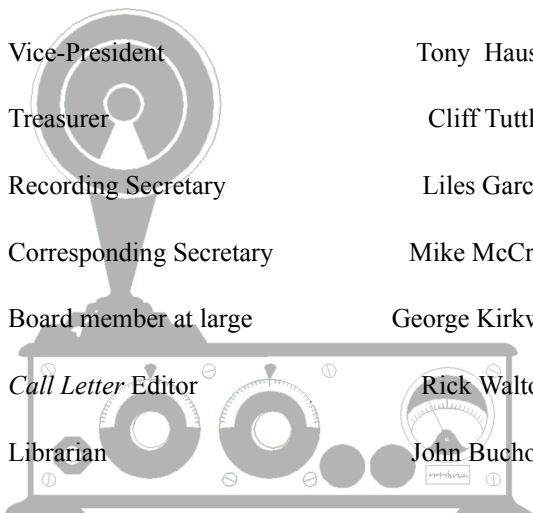 Vice-President Tony Haus
Treasurer Cliff Tuttl
Recording Secretary Liles Garc
Corresponding Secretary Mike McCr
Board member at large George Kirkw
Call Letter Editor Rick Walto
Librarian John Bucho